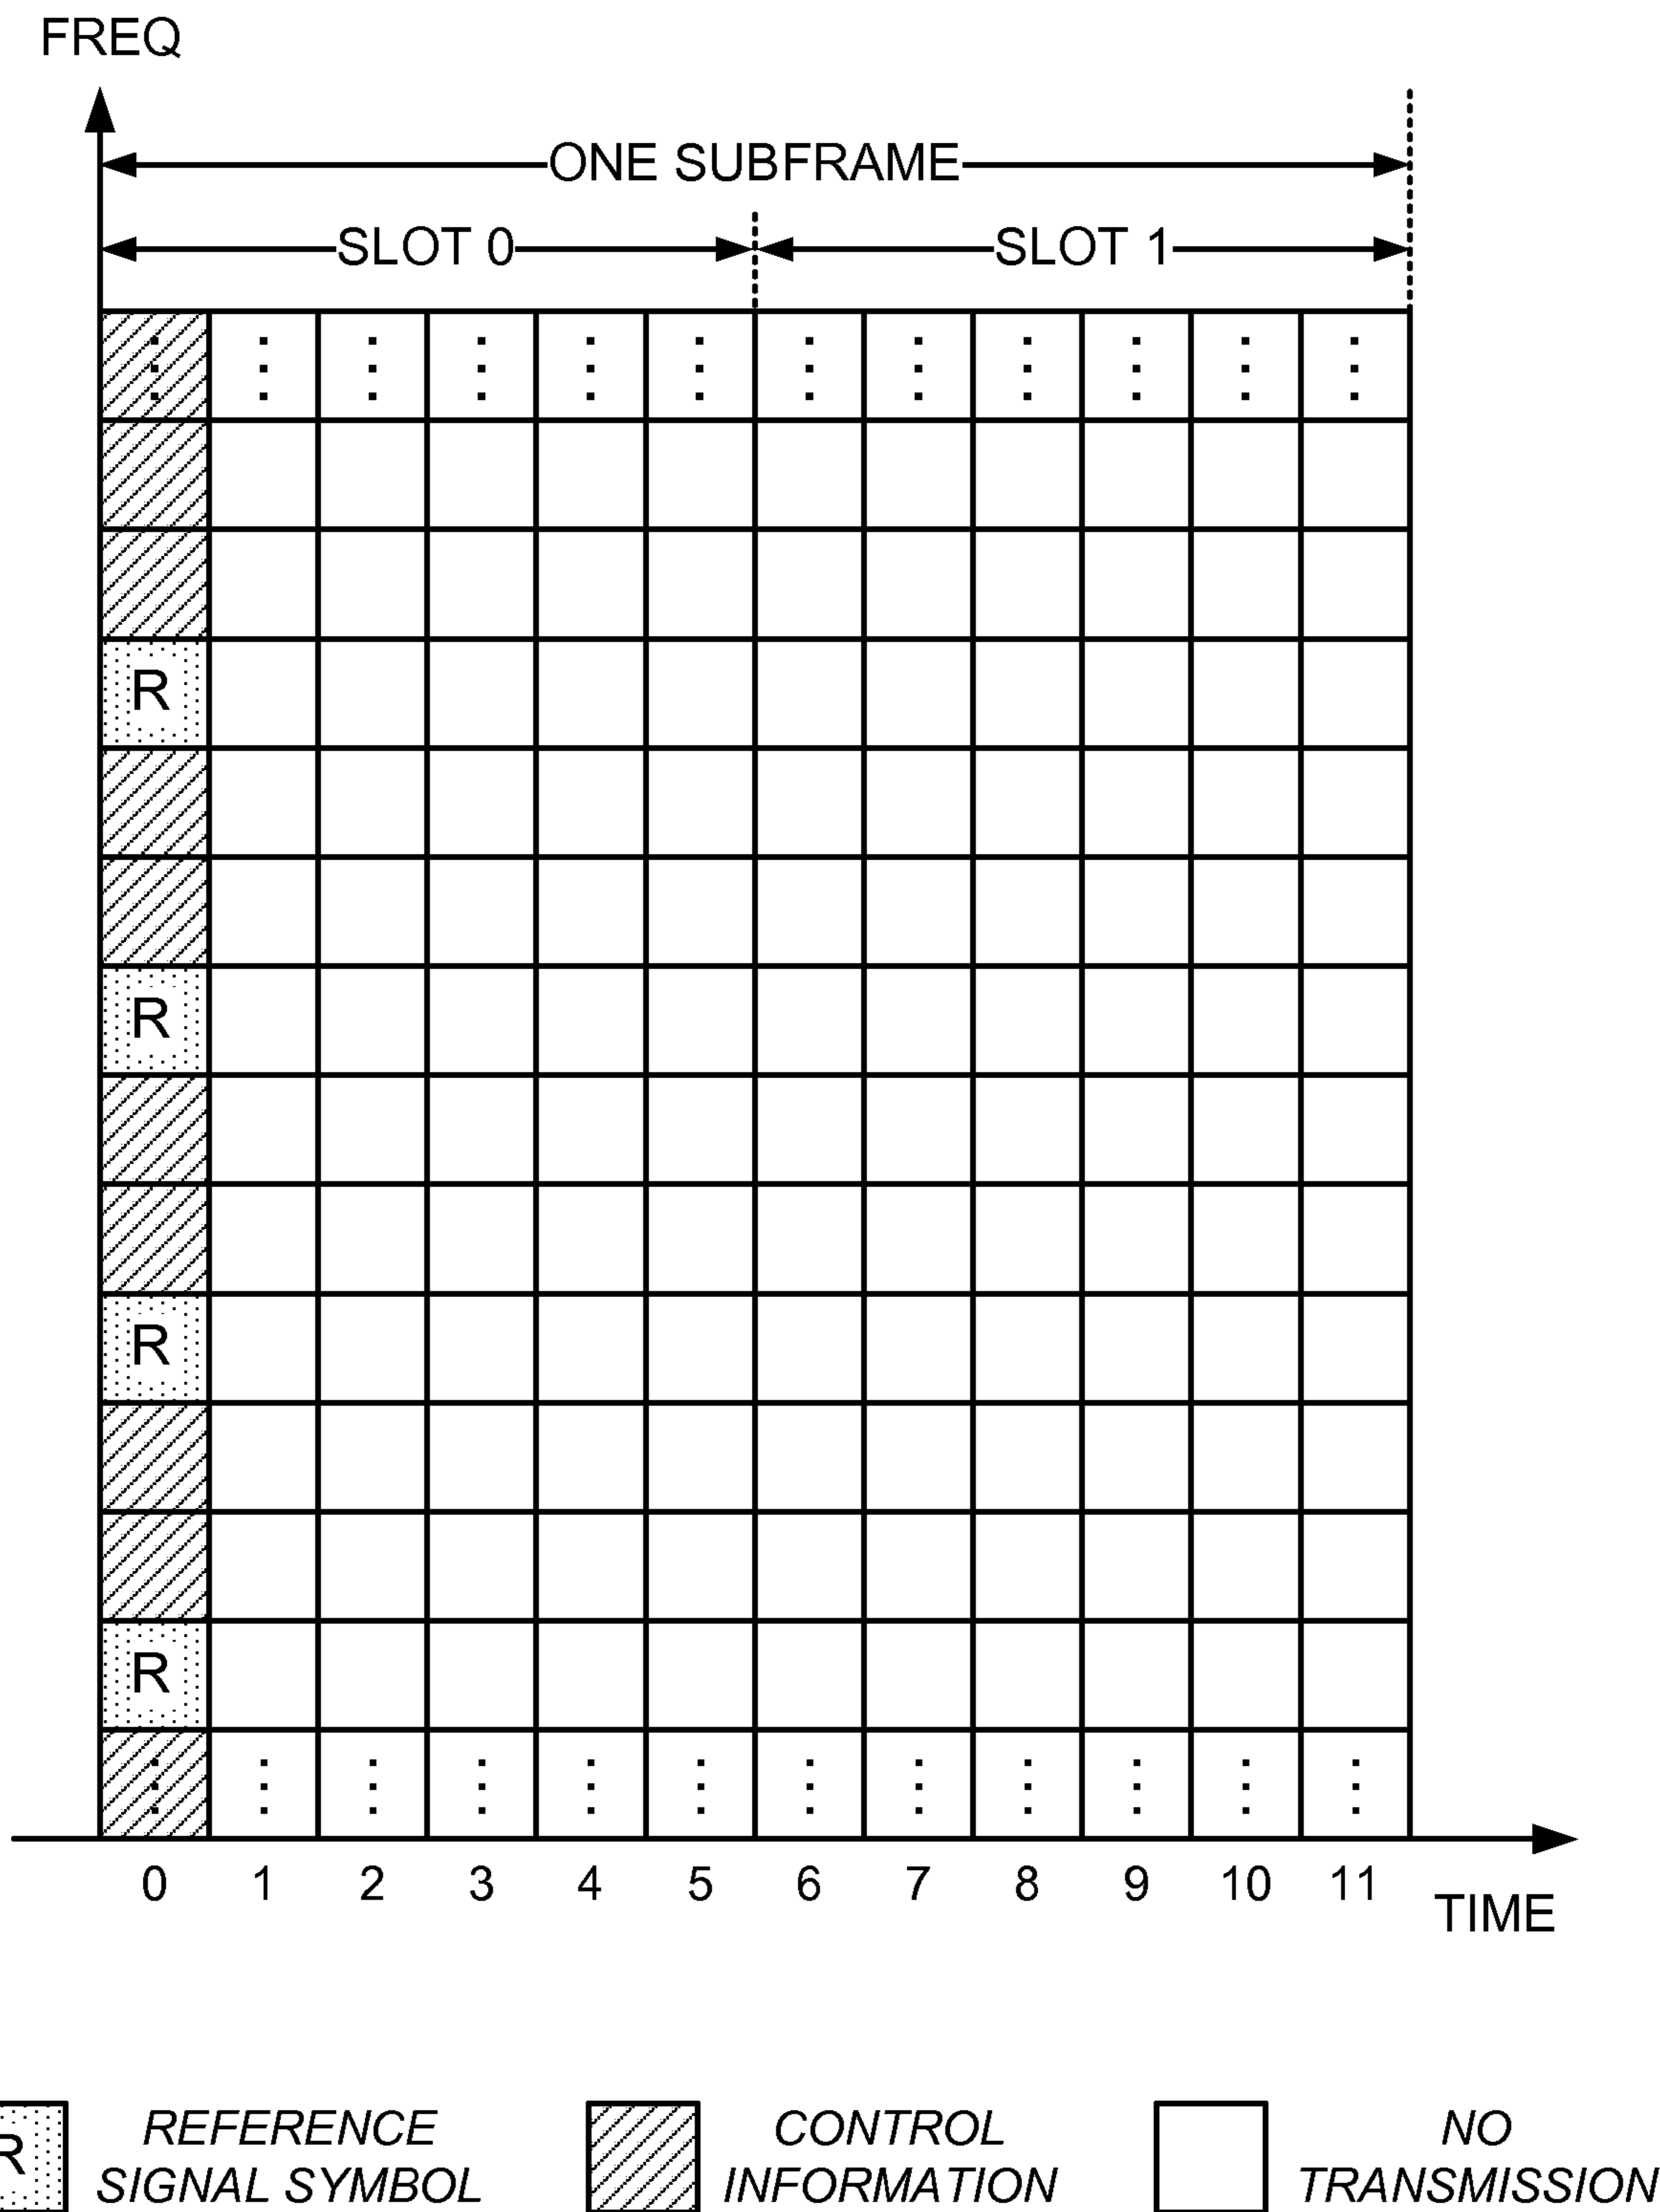 FREQ
ONE SUBFRAME
SLOT 0 SLOT 1
R
R
R
R
0 1 2 3 4 5 6 7 8 9 10 11
TIME
R REFERENCE SIGNAL SYMBOL
CONTROL INFORMATION
NO TRANSMISSION